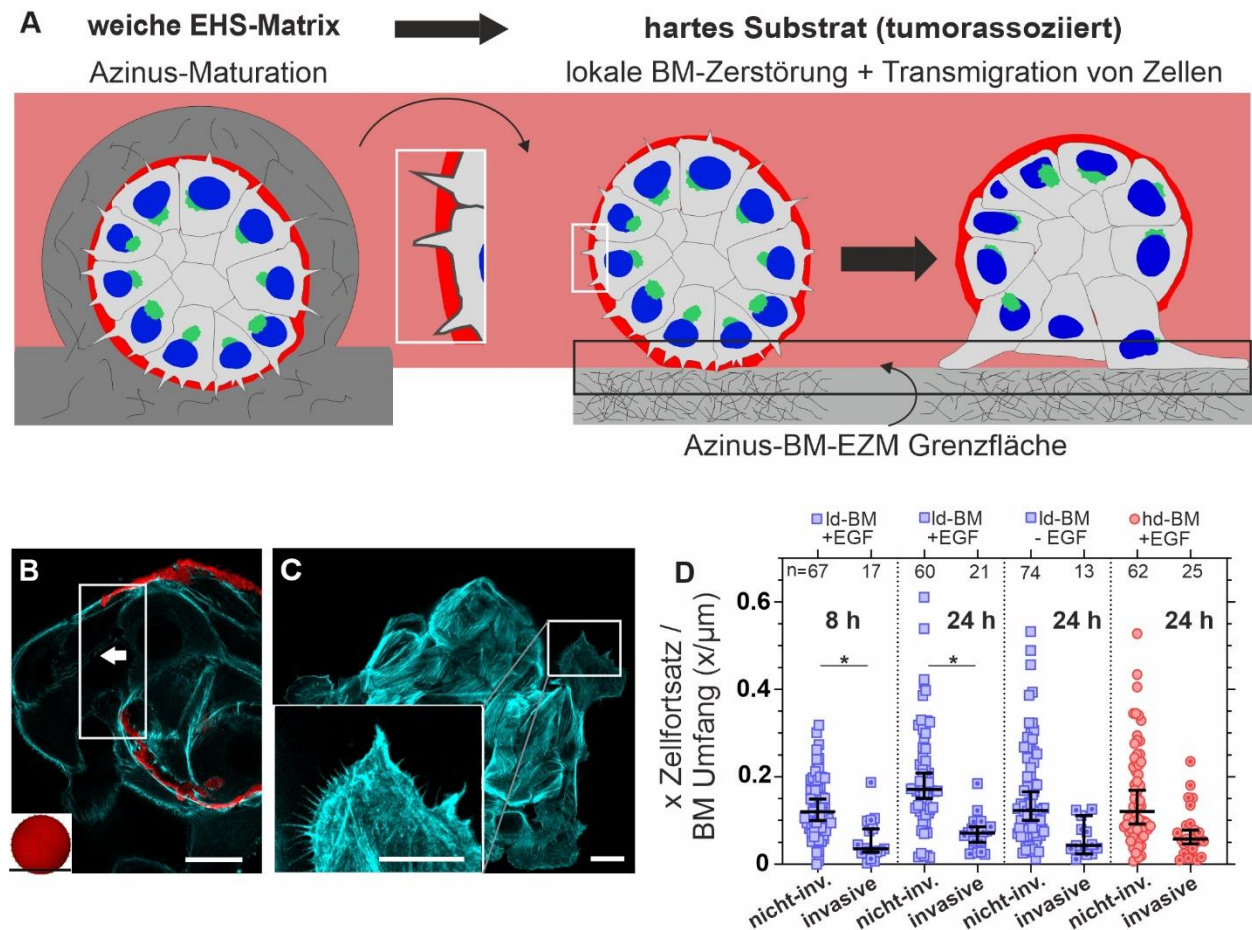 A
weiche EHS-Matrix
hartes Substrat (tumorassoziiert)
Azinus-Maturation
lokale BM-Zerstörung + Transmigration von Zellen
Azinus-BM-EZM Grenzfläche
B
C
D
ld-BM ld-BM ld-BM hd-BM
+EGF +EGF - EGF +EGF
n=67 17 60 21 74 13 62 25
8 h 24 h 24 h 24 h
* *
x Zellfortsatz /
BM Umfang (x/µm)
0.6
0.4
0.2
0
nicht-inv. invasive nicht-inv. invasive nicht-inv. invasive nicht-inv. invasive